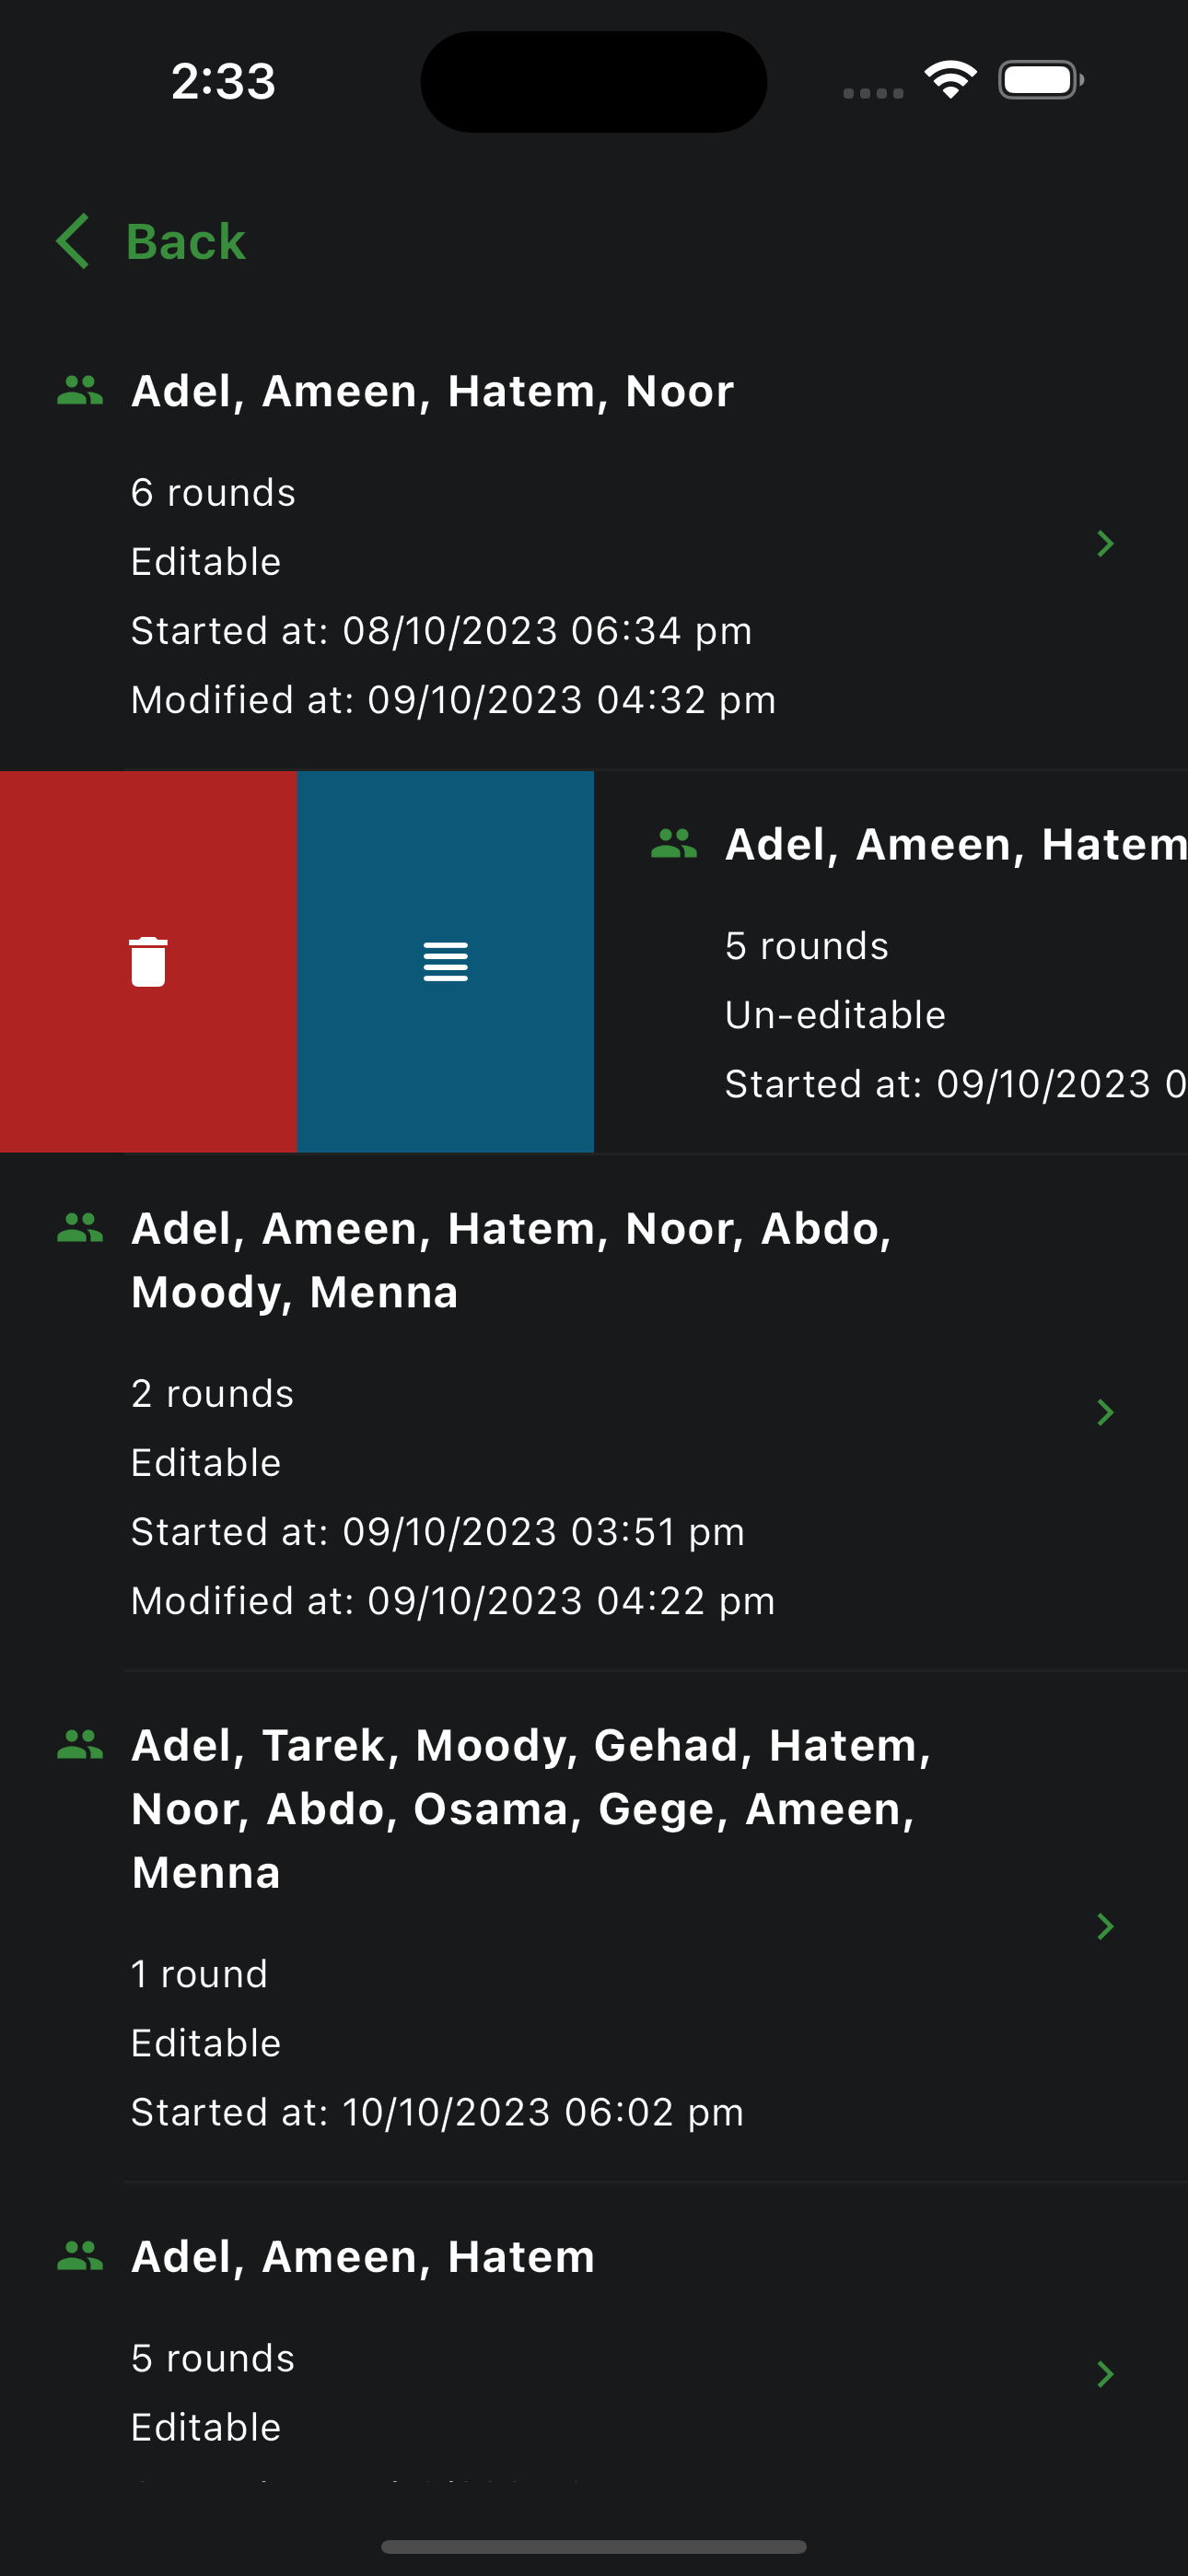 2:33
Back
Adel, Ameen, Hatem, Noor
6 rounds
Editable
Started at: 08/10/2023 06:34 pm
Modified at: 09/10/2023 04:32 pm
Adel, Ameen, Hatem
5 rounds
Un-editable
Started at: 09/10/2023 0
Adel, Ameen, Hatem, Noor, Abdo,
Moody, Menna
2 rounds
Editable
Started at: 09/10/2023 03:51 pm
Modified at: 09/10/2023 04:22 pm
Adel, Tarek, Moody, Gehad, Hatem,
Noor, Abdo, Osama, Gege, Ameen,
Menna
1 round
Editable
Started at: 10/10/2023 06:02 pm
Adel, Ameen, Hatem
5 rounds
Editable